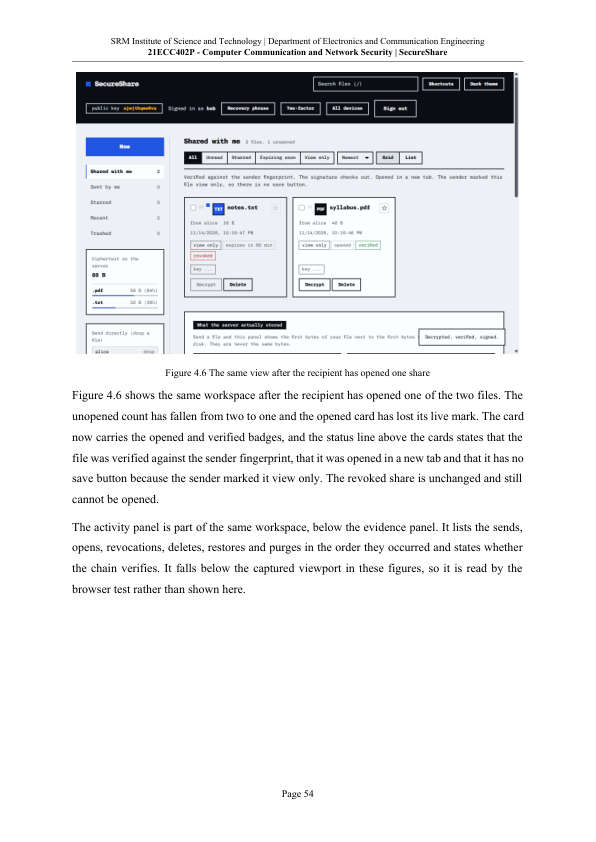 SRM Institute of Science and Technology | Department of Electronics and Communication Engineering
21ECC402P - Computer Communication and Network Security | SecureShare
SecureShare
Search files (/)
Shortcuts
Dark theme
public key
Signed in as bob
Recovery phrase
Two-factor
All devices
Sign out
New
Shared with me 2
Sent by me 0
Starred 0
Recent 2
Trashed 0
Ciphertext on the
server
88 B
.pdf
.txt
Send directly (drop a
file)
alice drop
Shared with me 2 files, 1 unopened
All Unread Starred Expiring soon View only Newest Grid List
Verified against the sender fingerprint. The signature checks out. Opened in a new tab. The sender marked this
file view only, so there is no save button.
TXT notes.txt
from alice
view only
revoked
key ...
Decrypt Delete
PDF syllabus.pdf
from alice
view only opened verified
key ...
Decrypt Delete
What the server actually stored
Send a file and this panel shows the first bytes of your file next to the first bytes
disk. They are never the same bytes.
Decrypted, verified, signed.
Figure 4.6 The same view after the recipient has opened one share
Figure 4.6 shows the same workspace after the recipient has opened one of the two files. The
unopened count has fallen from two to one and the opened card has lost its live mark. The card
now carries the opened and verified badges, and the status line above the cards states that the
file was verified against the sender fingerprint, that it was opened in a new tab and that it has no
save button because the sender marked it view only. The revoked share is unchanged and still
cannot be opened.
The activity panel is part of the same workspace, below the evidence panel. It lists the sends,
opens, revocations, deletes, restores and purges in the order they occurred and states whether
the chain verifies. It falls below the captured viewport in these figures, so it is read by the
browser test rather than shown here.
Page 54